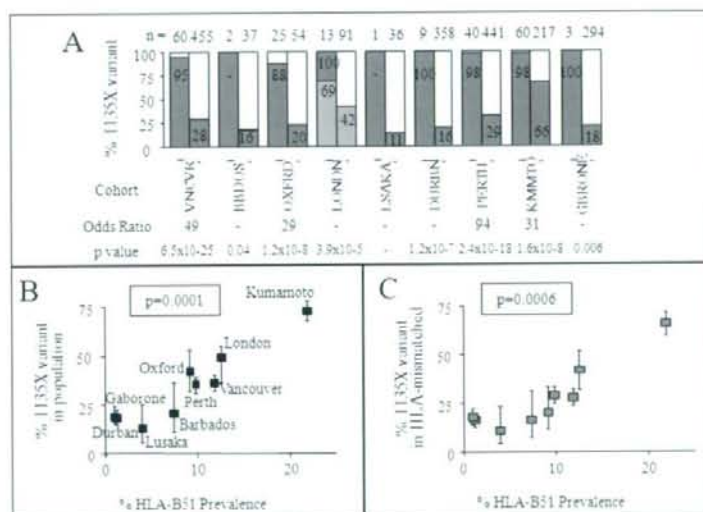 A
n = 60 455 2 37 25 54 13 91 1 36 9 358 40 441 60 217 3 294
% I135X variant
100
75
50
25
0
95 28 - 16 88 20 100 69 42 - 11 100 16 98 29 98 66 100 18
Cohort VNCVR BBDOS OXFRD LONDN LSAKA DURBN PERTH KMMTO GBRONE
Odds Ratio 49 - 29 - - - 94 31 -
p value 6.5x10-25 0.04 1.2x10-8 3.9x10-5 - 1.2x10-7 2.4x10-18 1.6x10-8 0.006
B
p=0.0001
% I135X variant in population
75
50
25
0
Kumamoto
London
Oxford
Vancouver
Perth
Gaborone
Barbados
Durban
Lusaka
0 10 20
% HLA-B51 Prevalence
C
p=0.0006
% I135X variant in HLA-mismatched
75
50
25
0
0 10 20
% HLA-B51 Prevalence